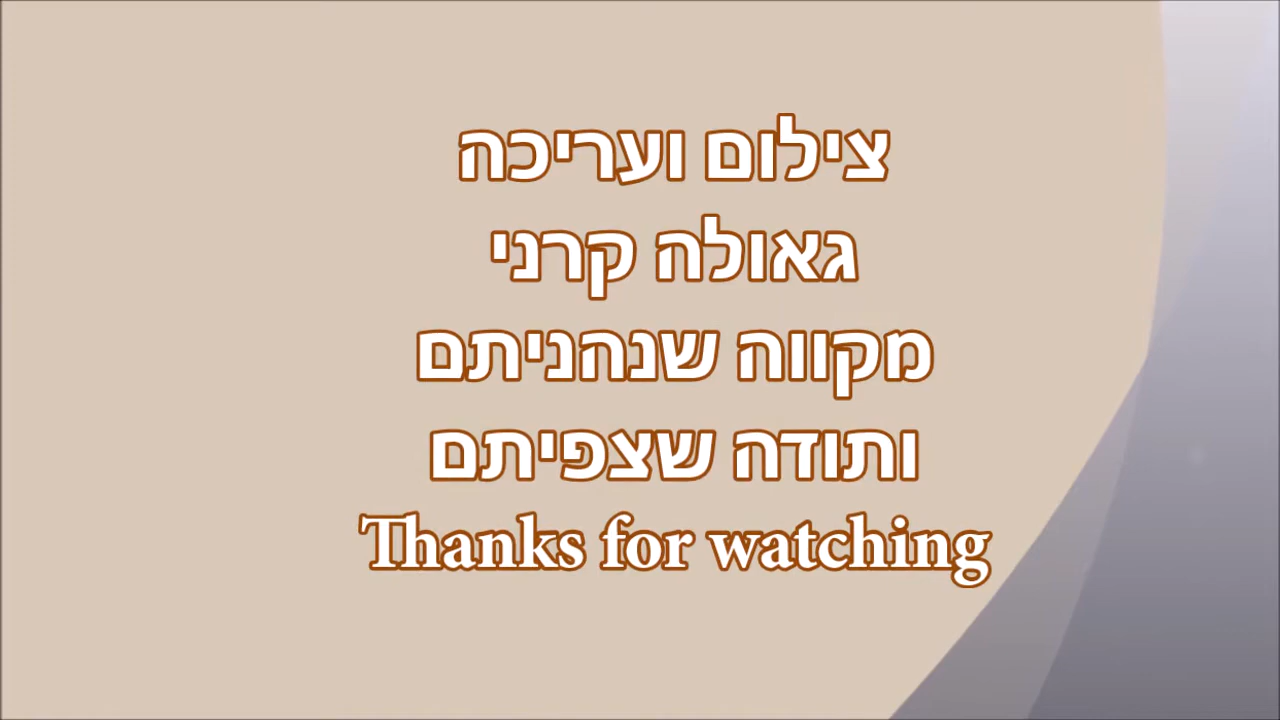 צילום ועריכה
גאולה קרני
מקווה שנהניתם
ותודה שצפיתם
Thanks for watching